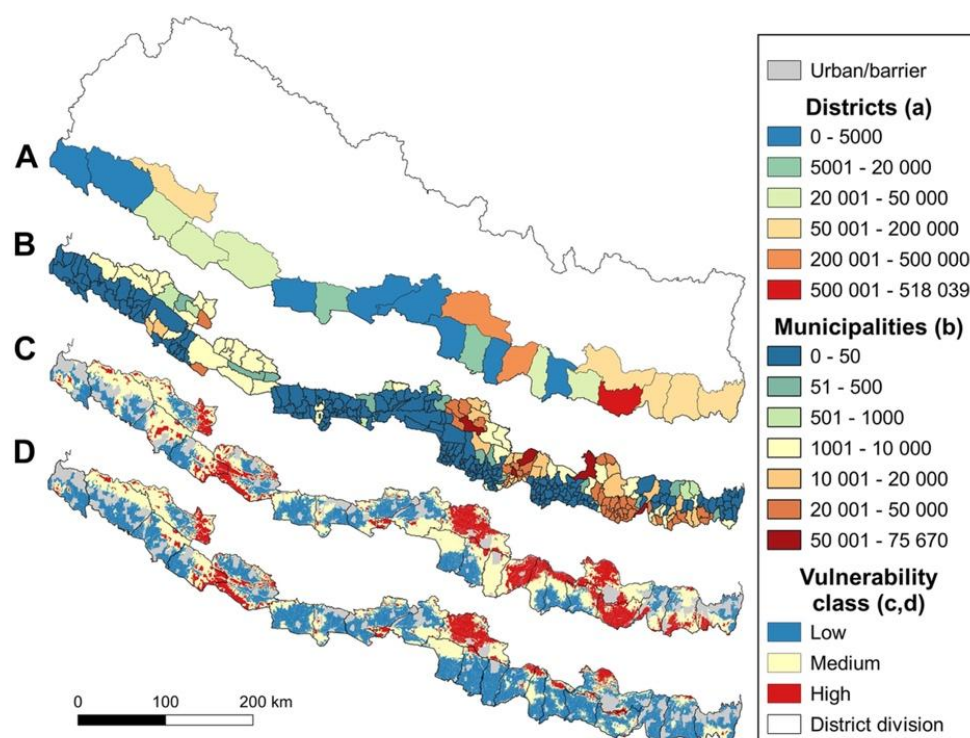 A
B
C
D
0 100 200 km
Urban/barrier
Districts (a)
0 - 5000
5001 - 20 000
20 001 - 50 000
50 001 - 200 000
200 001 - 500 000
500 001 - 518 039
Municipalities (b)
0 - 50
51 - 500
501 - 1000
1001 - 10 000
10 001 - 20 000
20 001 - 50 000
50 001 - 75 670
Vulnerability
class (c,d)
Low
Medium
High
District division